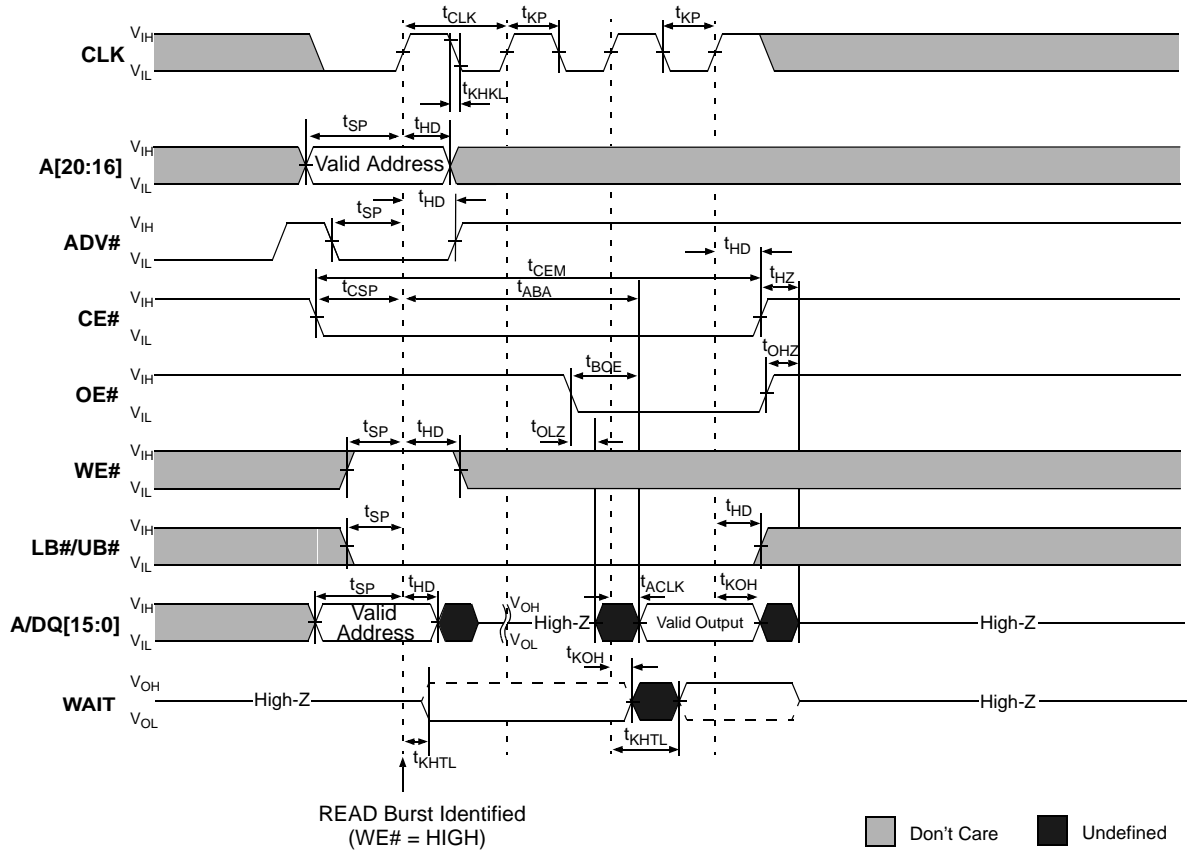 tCLK tKP tKP
VIH
CLK
VIL
tKHKL
tSP tHD
VIH
A[20:16] Valid Address
VIL
tHD
tSP
VIH
ADV#
VIL
tHD
tCEM
tHZ
tCSP tABA
VIH
CE#
VIL
tOHZ
tBOE
VIH
OE#
VIL
tOLZ
tSP tHD
VIH
WE#
VIL
tSP tHD
VIH
LB#/UB#
VIL
tACLK tKOH
tSP tHD
VIH VOH
A/DQ[15:0] Valid Address High-Z Valid Output High-Z
VIL VOL
tKOH
VOH
WAIT High-Z High-Z
VOL
tKHTL tKHTL
READ Burst Identified
(WE# = HIGH)
Don't Care Undefined